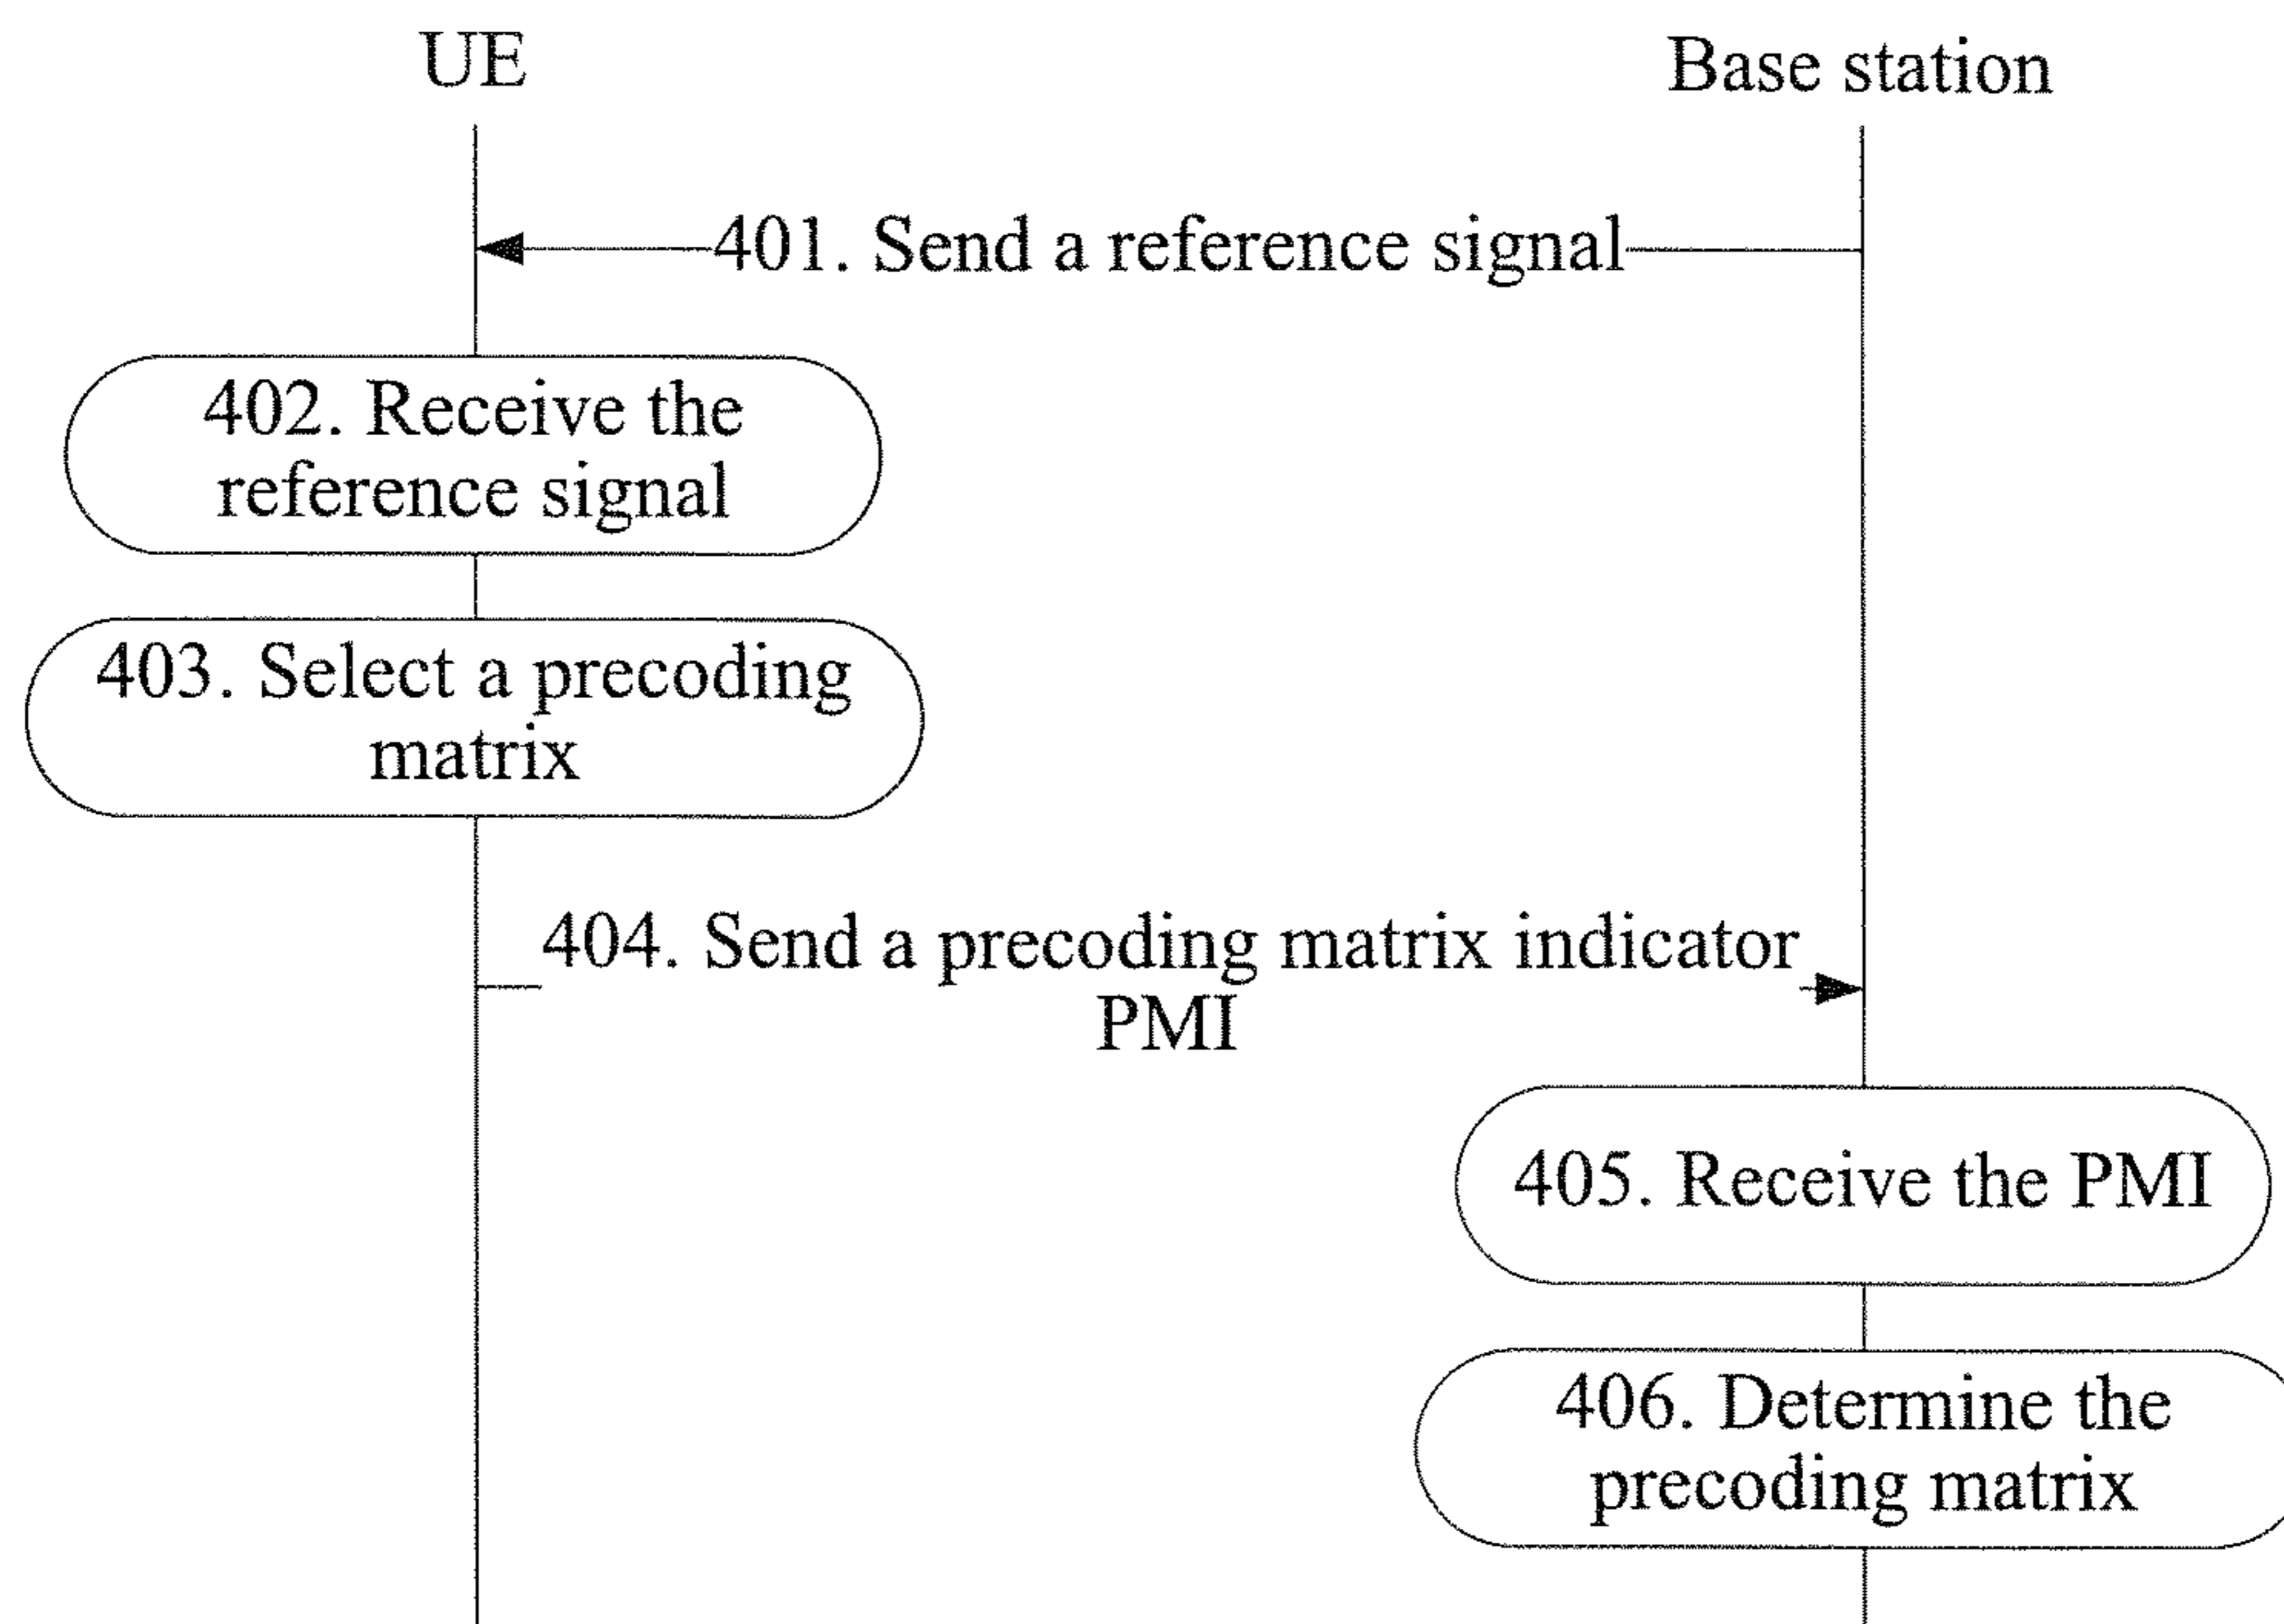 UE
Base station
401. Send a reference signal
402. Receive the
reference signal
403. Select a precoding
matrix
404. Send a precoding matrix indicator
PMI
405. Receive the PMI
406. Determine the
precoding matrix